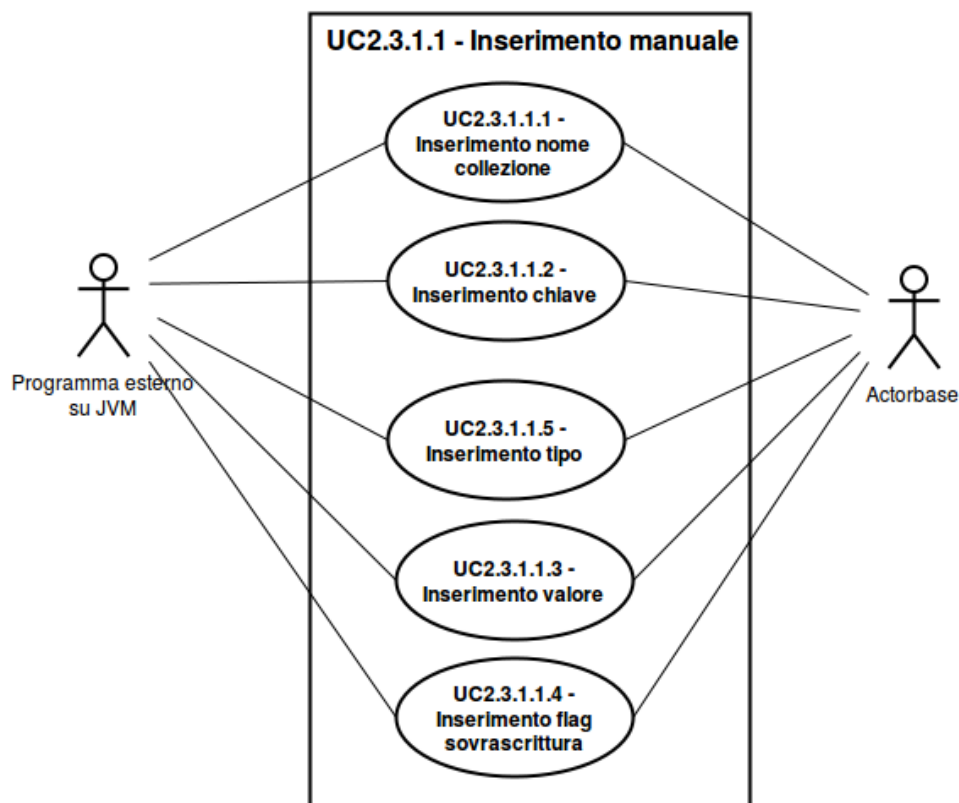 UC2.3.1.1 - Inserimento manuale
UC2.3.1.1.1 -
Inserimento nome
collezione
UC2.3.1.1.2 -
Inserimento chiave
Programma esterno
su JVM
Actorbase
UC2.3.1.1.5 -
Inserimento tipo
UC2.3.1.1.3 -
Inserimento valore
UC2.3.1.1.4 -
Inserimento flag
sovrascrittura